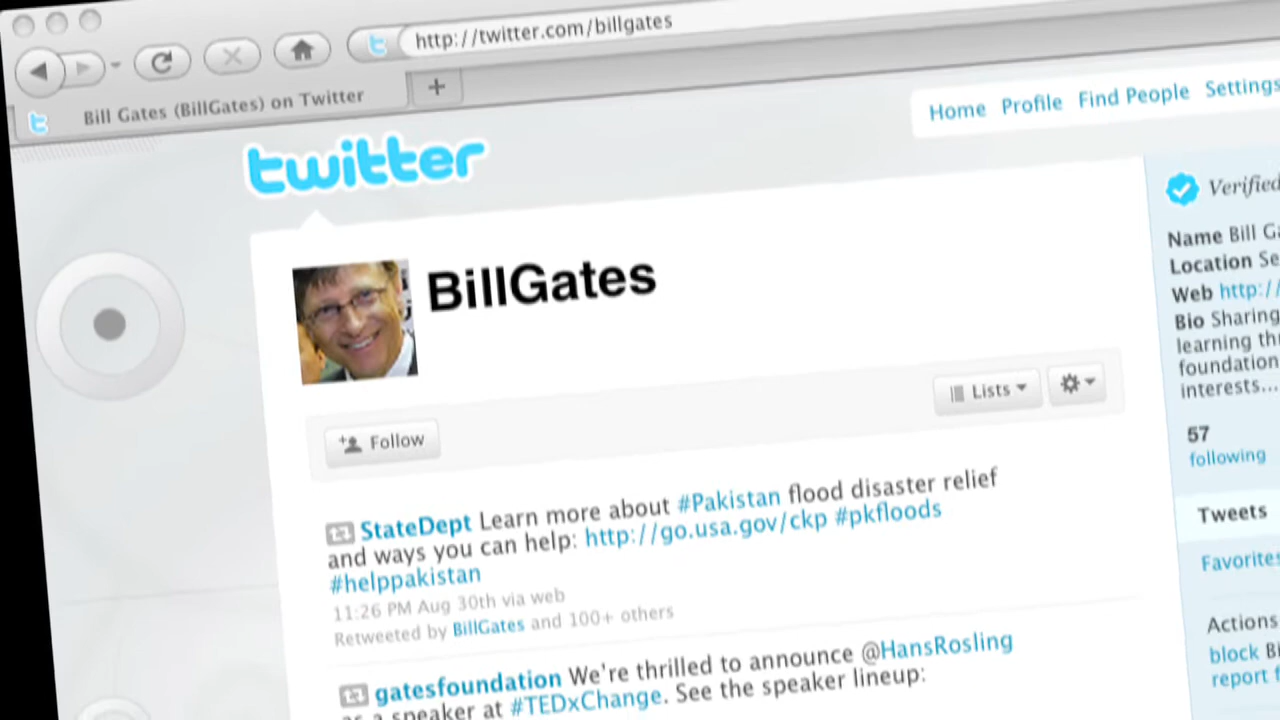 http://twitter.com/billgates
Bill Gates (BillGates) on Twitter
Home Profile Find People Settings
twitter
Verified
BillGates
Name Bill
Location
Web http://
Bio Sharing
learning
foundation
interests...
Lists
Follow
57
following
StateDept Learn more about #Pakistan flood disaster relief
and ways you can help: http://go.usa.gov/ckp #pkfloods
#helppakistan
11:26 PM Aug 30th via web
Retweeted by BillGates and 100+ others
Tweets
Favorites
Actions
block
report
gatesfoundation We're thrilled to announce @HansRosling
as a speaker at #TEDxChange. See the speaker lineup: